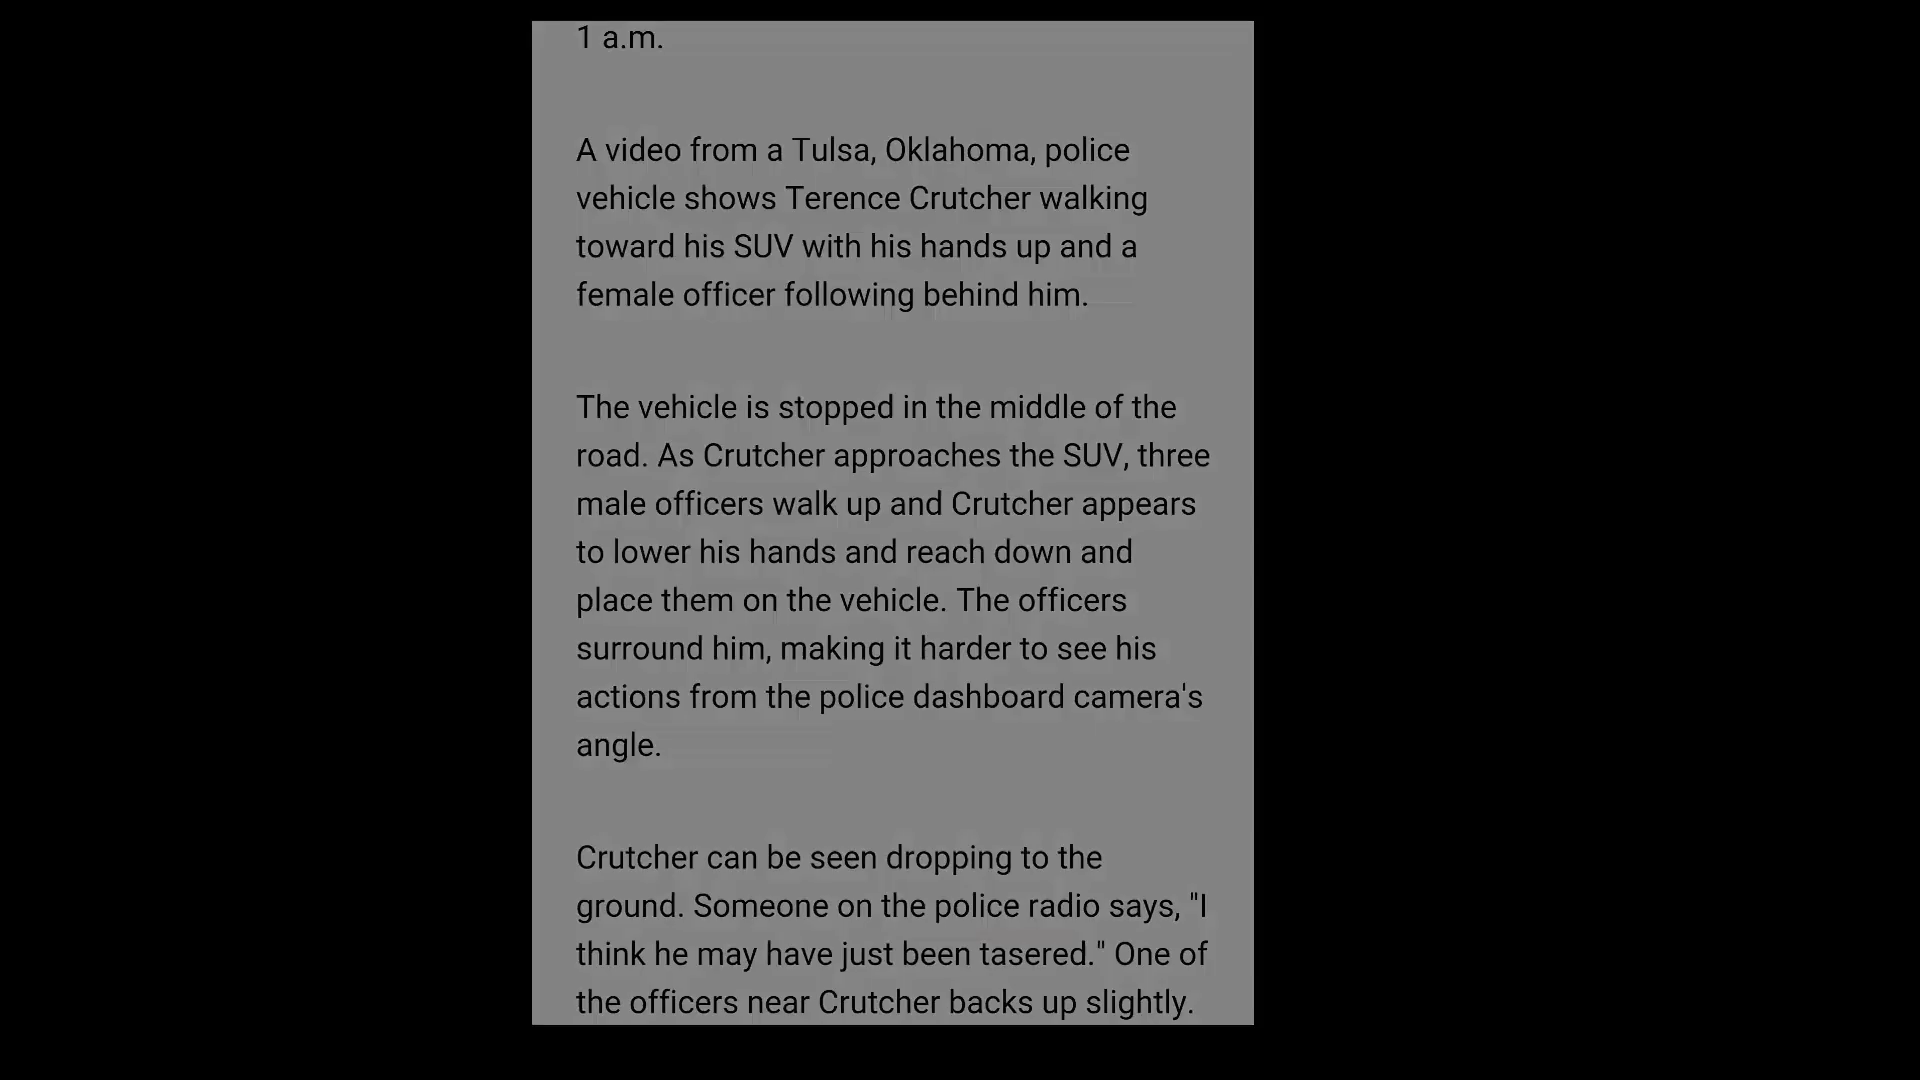 1 a.m.
A video from a Tulsa, Oklahoma, police
vehicle shows Terence Crutcher walking
toward his SUV with his hands up and a
female officer following behind him.
The vehicle is stopped in the middle of the
road. As Crutcher approaches the SUV, three
male officers walk up and Crutcher appears
to lower his hands and reach down and
place them on the vehicle. The officers
surround him, making it harder to see his
actions from the police dashboard camera's
angle.
Crutcher can be seen dropping to the
ground. Someone on the police radio says, "I
think he may have just been tasered." One of
the officers near Crutcher backs up slightly.